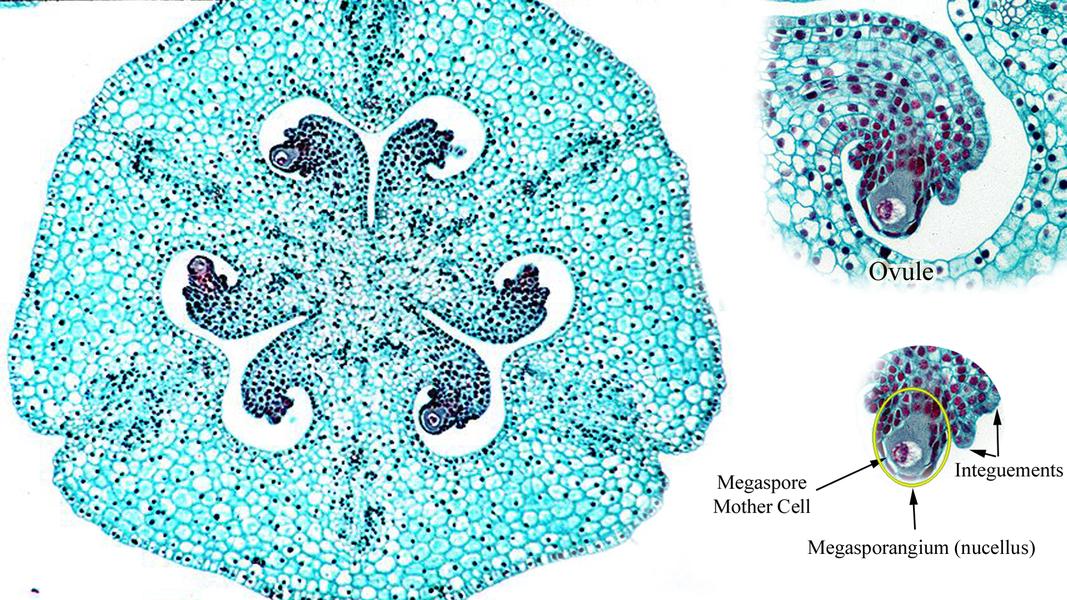 Ovule
Megaspore
Mother Cell
Integuements
Megasporangium (nucellus)